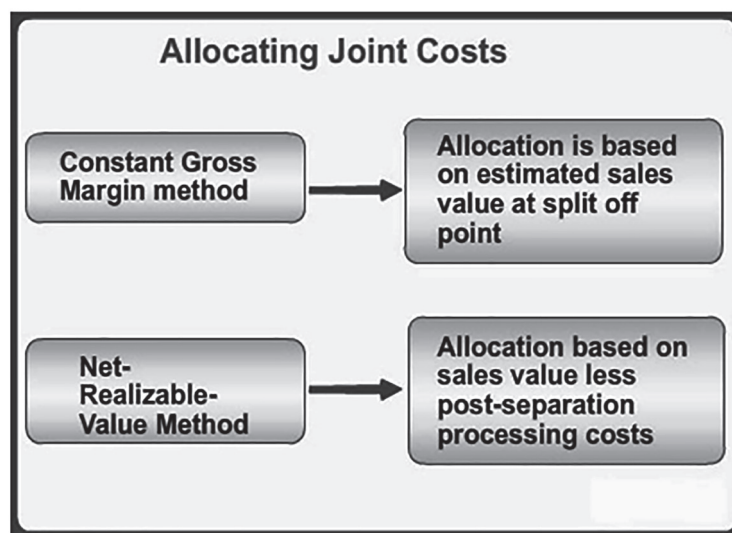 Allocating Joint Costs
Constant Gross
Margin method
Allocation is based
on estimated sales
value at split off
point
Net-
Realizable-
Value Method
Allocation based on
sales value less
post-separation
processing costs